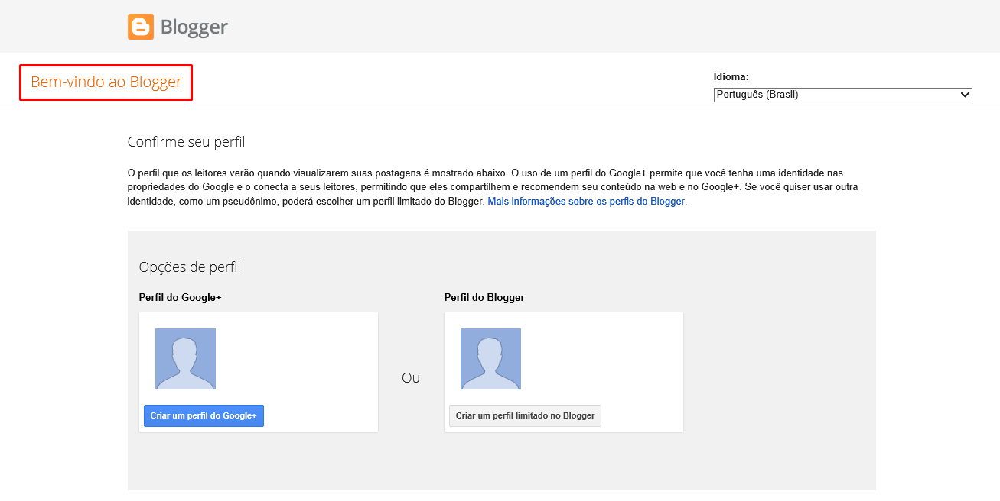 Blogger
Bem-vindo ao Blogger
Idioma:
Português (Brasil)
Confirme seu perfil
O perfil que os leitores verão quando visualizarem suas postagens é mostrado abaixo. O uso de um perfil do Google+ permite que você tenha uma identidade nas
propriedades do Google e o conecta a seus leitores, permitindo que eles compartilhem e recomendem seu conteúdo na web e no Google+. Se você quiser usar outra
identidade, como um pseudônimo, poderá escolher um perfil limitado do Blogger. Mais informações sobre os perfis do Blogger.
Opções de perfil
Perfil do Google+
Perfil do Blogger
Ou
Criar um perfil do Google+
Criar um perfil limitado no Blogger